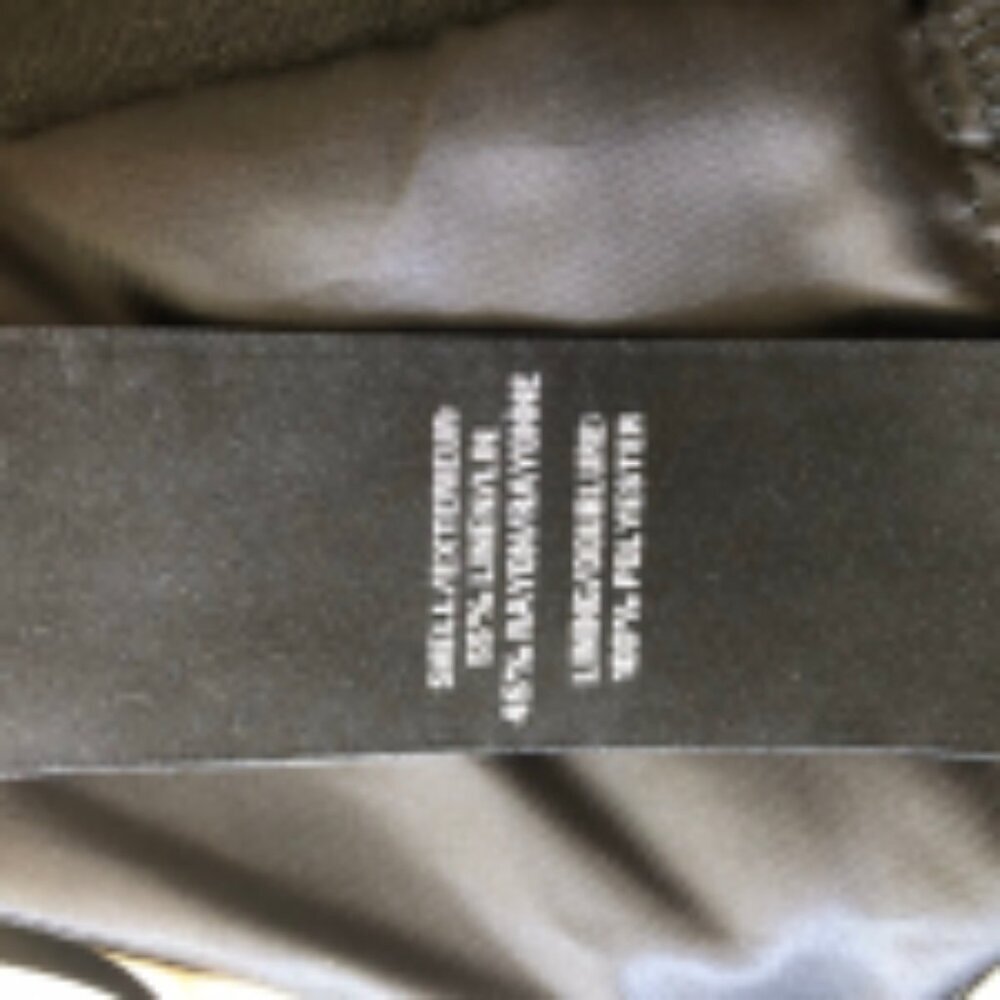 SHELL/EXTERIEUR
55% LINEN/LIN
45% RAYON/RAYONNE
LINING/DOUBLURE:
100% POLYESTER